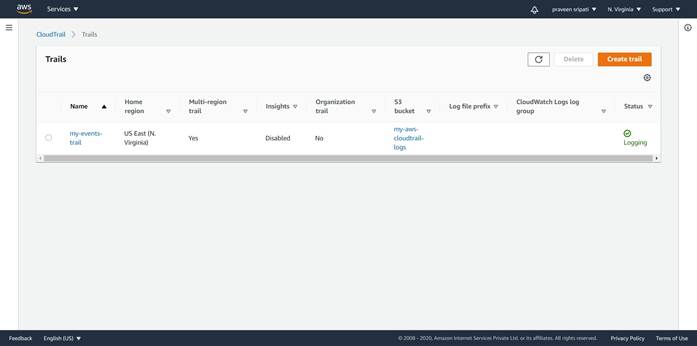 aws Services praveen sripati N. Virginia Support
CloudTrail Trails
Trails Delete Create trail
Name Home region Multi-region trail Insights Organization trail S3 bucket Log file prefix CloudWatch Logs log group Status
my-events-trail US East (N. Virginia) Yes Disabled No my-aws-cloudtrail-logs Logging
Feedback English (US) © 2008 - 2020, Amazon Internet Services Private Ltd. or its affiliates. All rights reserved. Privacy Policy Terms of Use